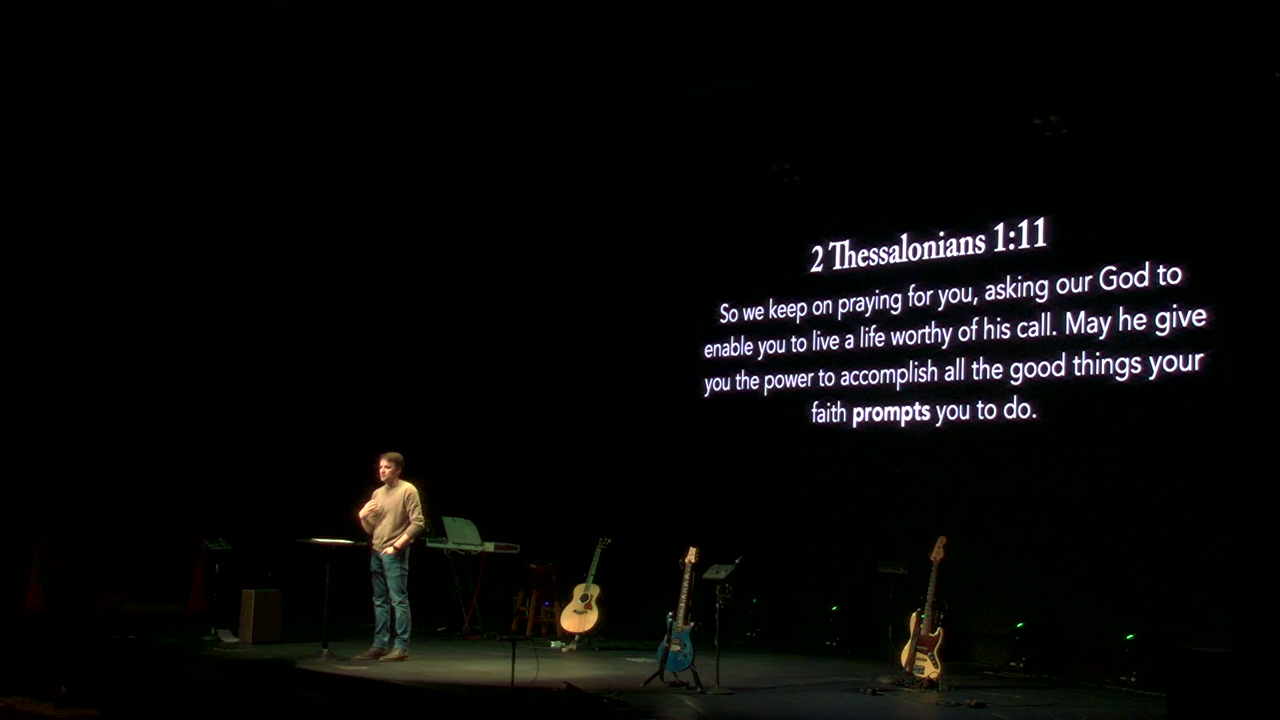 2 Thessalonians 1:11
So we keep on praying for you, asking our God to
enable you to live a life worthy of his call. May he give
you the power to accomplish all the good things your
faith prompts you to do.